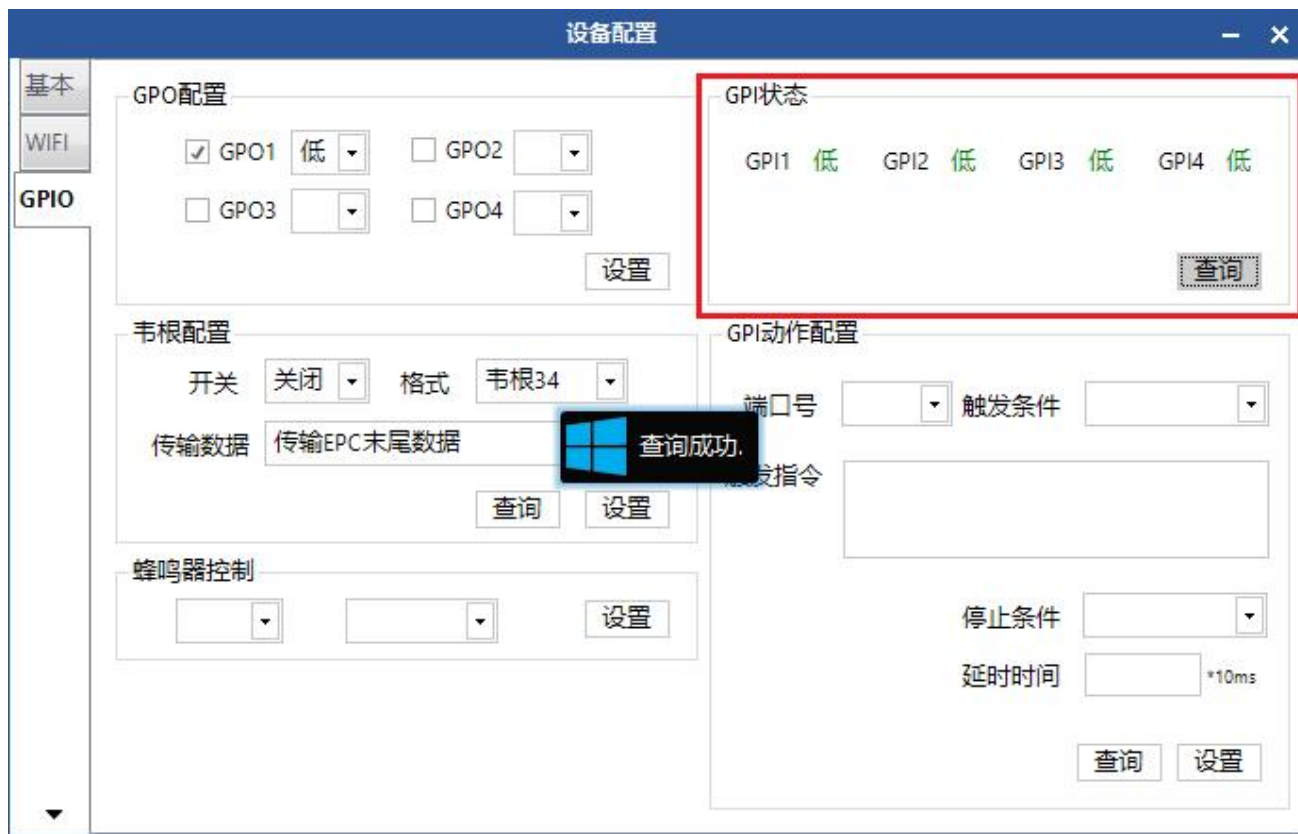 设备配置
基本
WIFI
GPIO
GPO配置
GPO1 低 GPO2
GPO3 GPO4
设置
GPI状态
GPI1 低 GPI2 低 GPI3 低 GPI4 低
查询
韦根配置
开关 关闭 格式 韦根34
传输数据 传输EPC末尾数据
查询 设置
查询成功.
蜂鸣器控制
设置
GPI动作配置
端口号 触发条件
发指令
停止条件
延时时间 *10ms
查询 设置